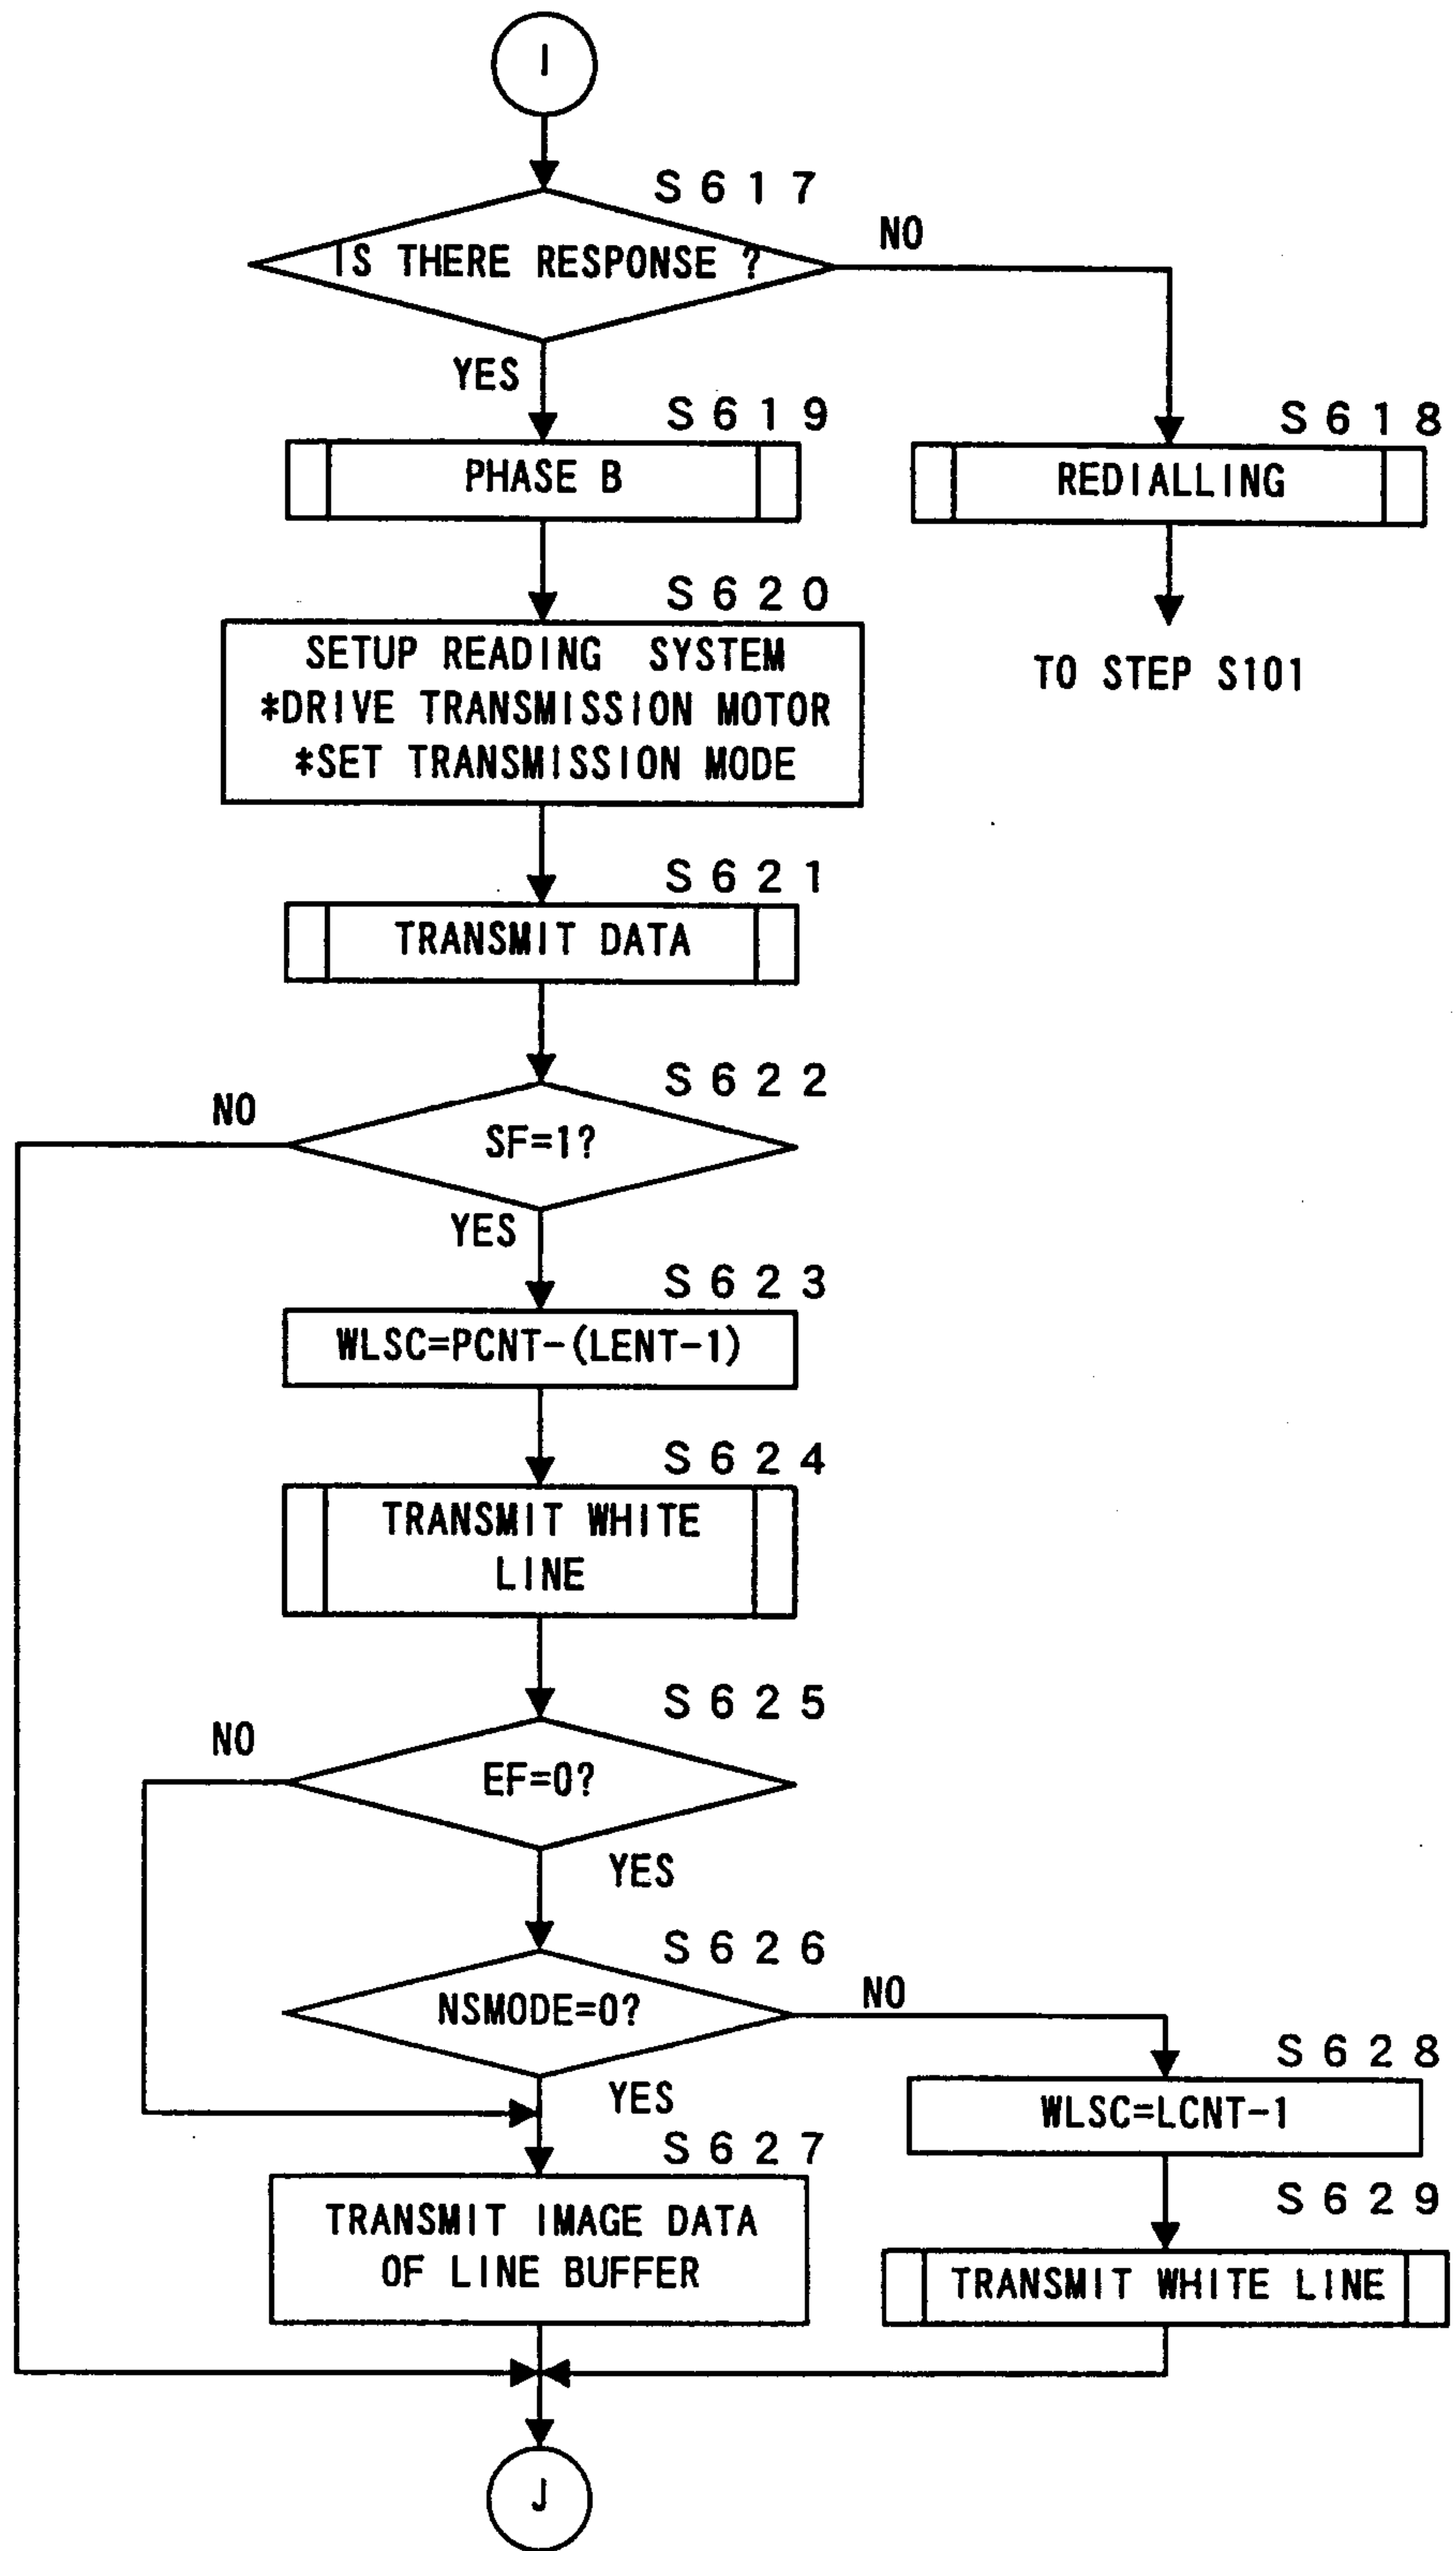 I
S617
IS THERE RESPONSE ?
NO
YES
S619
PHASE B
S618
REDIALLING
TO STEP S101
S620
SETUP READING SYSTEM
*DRIVE TRANSMISSION MOTOR
*SET TRANSMISSION MODE
S621
TRANSMIT DATA
S622
NO
SF=1?
YES
S623
WLSC=PCNT-(LENT-1)
S624
TRANSMIT WHITE
LINE
S625
NO
EF=0?
YES
S626
NSMODE=0?
NO
YES
S628
WLSC=LCNT-1
S627
TRANSMIT IMAGE DATA
OF LINE BUFFER
S629
TRANSMIT WHITE LINE
J